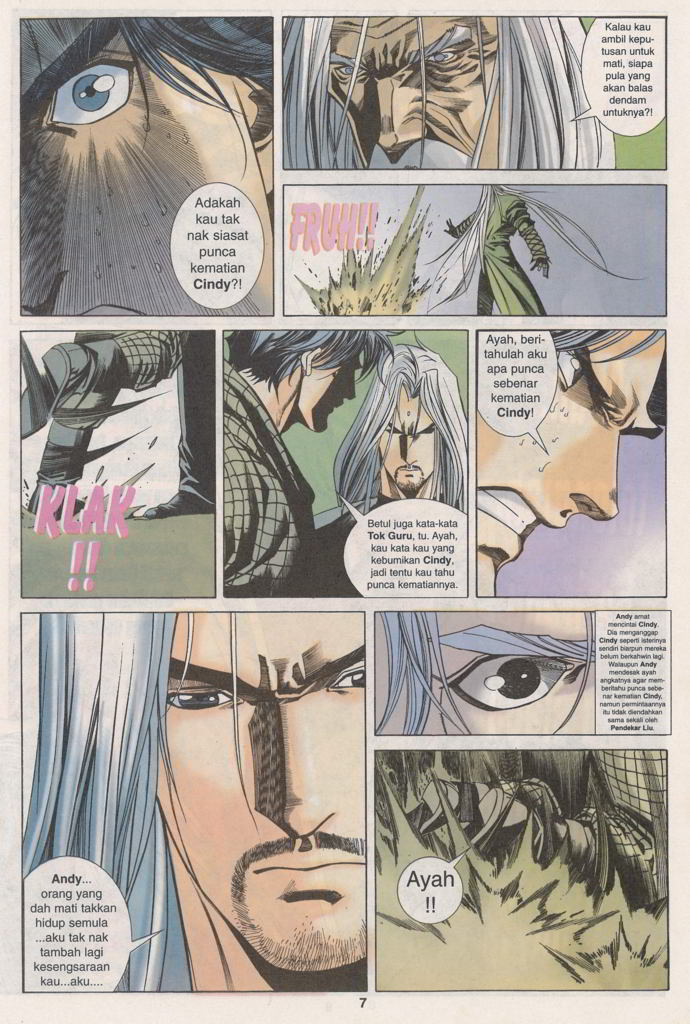 Adakah
kau tak
nak siasat
punca
kematian
Cindy?!
Kalau kau
ambil kepu-
tusan untuk
mati, siapa
pula yang
akan balas
dendam
untuknya?!
FRUH!!
KLAK
!!
Betul juga kata-kata
Tok Guru, tu. Ayah,
kau kata kau yang
kebumikan Cindy,
jadi tentu kau tahu
punca kematiannya.
Ayah, beri-
tahulah aku
apa punca
sebenar
kematian
Cindy!
Andy...
orang yang
dah mati takkan
hidup semula
...aku tak nak
tambah lagi
kesengsaraan
kau...aku....
Andy amat
mencintai Cindy.
Dia menganggap
Cindy seperti isterinya
sendiri biarpun mereka
belum berkahwin lagi.
Walaupun Andy
mendesak ayah
angkatnya agar mem-
beritahu punca sebe-
nar kematian Cindy,
namun permintaannya
itu tidak diendahkan
sama sekali oleh
Pendekar Liu.
Ayah
!!
7